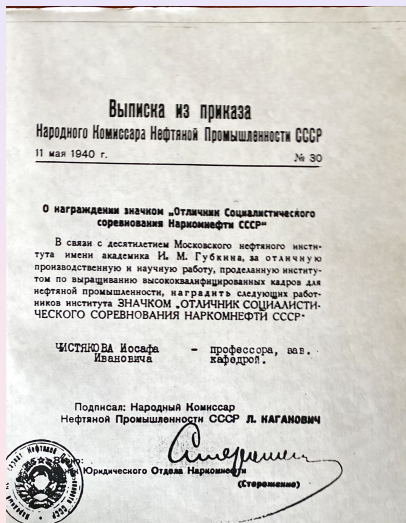 Выписка из приказа
Народного Комиссара Нефтяной Промышленности СССР
11 мая 1940 г. № 30
О награждении значком „Отличник Социалистического
соревнования Наркомнефти СССР“
В связи с десятилетием Московского нефтяного инсти-
тута имени академика И. М. Губкина, за отличную
производственную и научную работу, проделанную институ-
том по выращиванию высококвалифицированных кадров для
нефтяной промышленности, наградить следующих работ-
ников института ЗНАЧКОМ „ОТЛИЧНИК СОЦИАЛИСТИ-
ЧЕСКОГО СОРЕВНОВАНИЯ НАРКОМНЕФТИ СССР“
ЧИСТЯКОВА Иосафа – профессора, зав.
Ивановича кафедрой.
Подписал: Народный Комиссар
Нефтяной Промышленности СССР Л. КАГАНОВИЧ
Юридического Отдела Наркомнефти
(Стороженко)